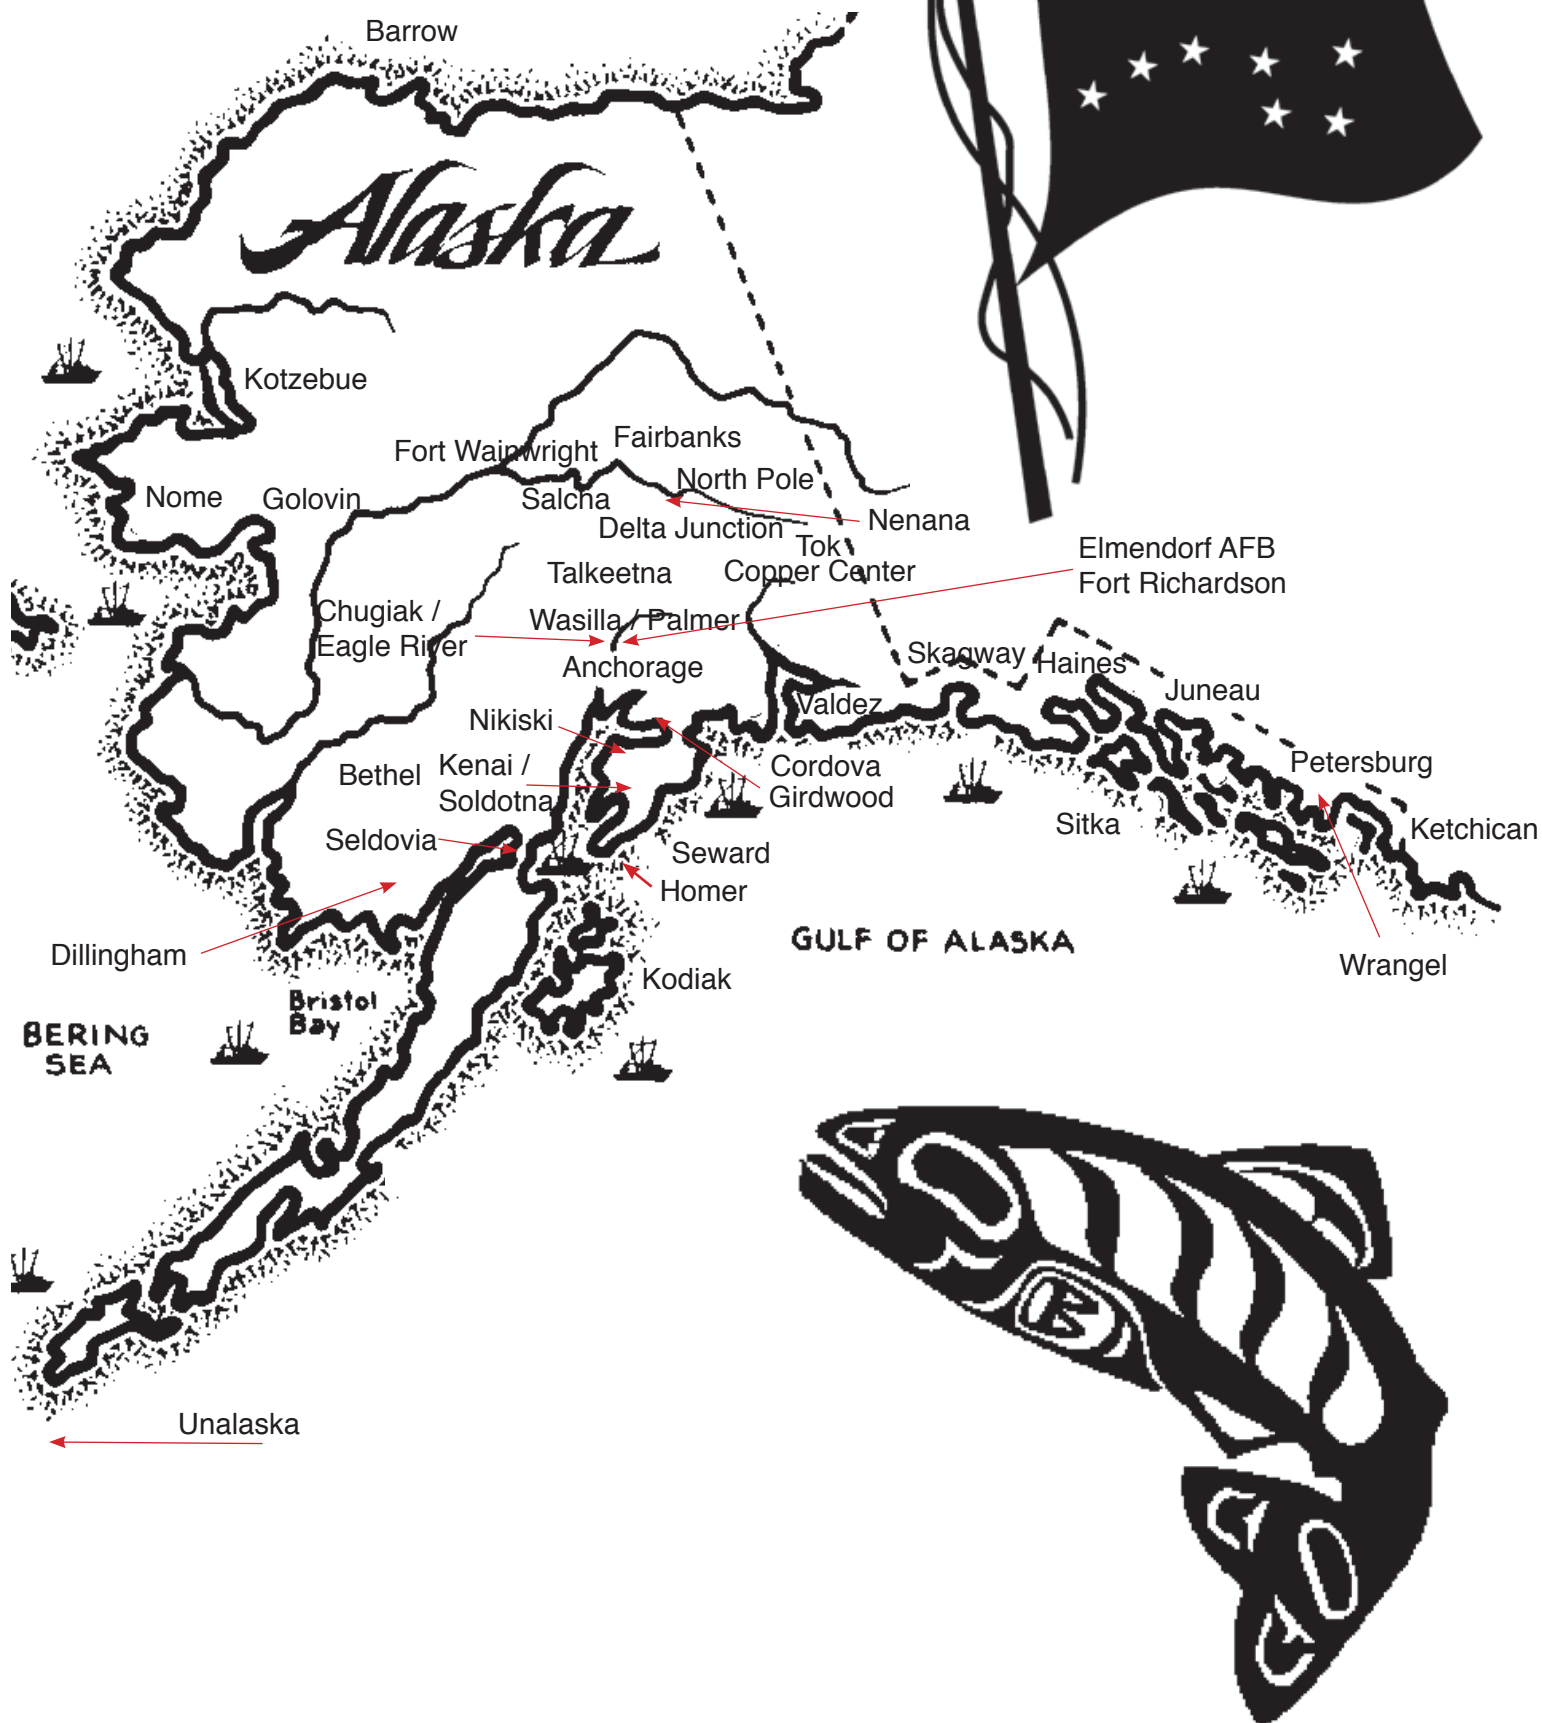 Barrow
Alaska
Kotzebue
Fort Wainwright
Fairbanks
North Pole
Nome
Golovin
Salcha
Nenana
Delta Junction
Tok
Elmendorf AFB
Fort Richardson
Talkeetna
Copper Center
Chugiak /
Eagle River
Wasilla / Palmer
Anchorage
Skagway
Haines
Juneau
Valdez
Nikiski
Kenai /
Soldotna
Bethel
Cordova
Girdwood
Petersburg
Sitka
Ketchican
Seldovia
Seward
Homer
Dillingham
GULF OF ALASKA
Wrangel
Kodiak
Bristol
Bay
BERING
SEA
Unalaska